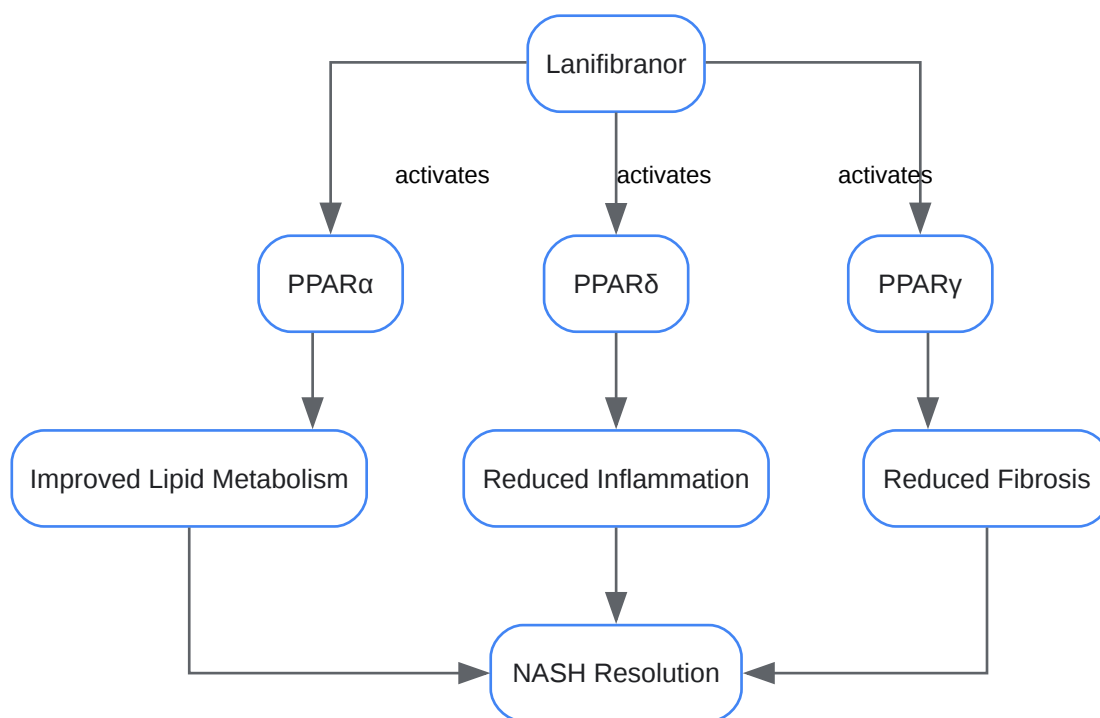 Lanifibranor
activates
activates
activates
PPARα
PPARδ
PPARγ
Improved Lipid Metabolism
Reduced Inflammation
Reduced Fibrosis
NASH Resolution